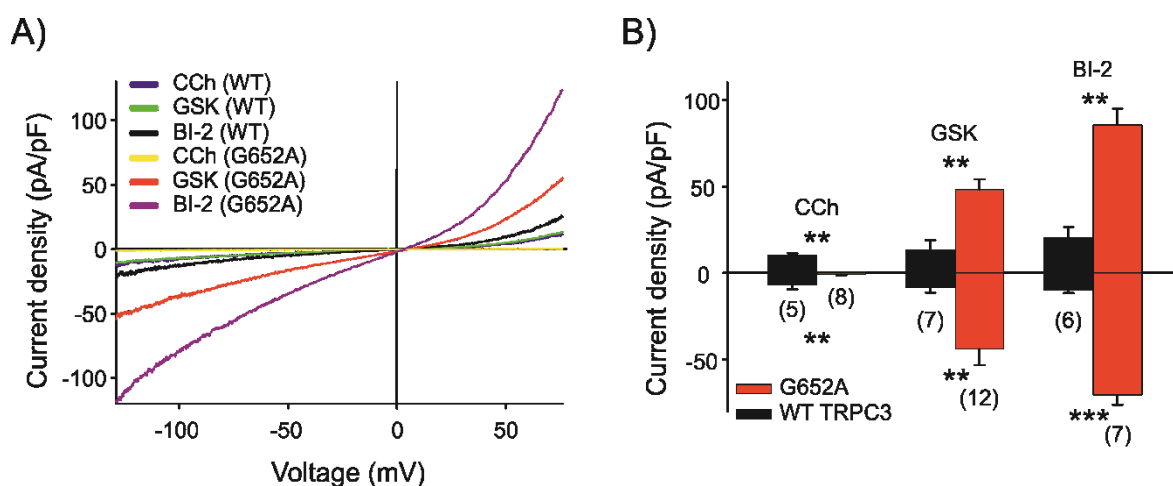 A)
CCh (WT)
GSK (WT)
BI-2 (WT)
CCh (G652A)
GSK (G652A)
BI-2 (G652A)
Current density (pA/pF)
100
50
0
-50
-100
-100
-50
0
50
Voltage (mV)
B)
BI-2
GSK
CCh
**
**
**
Current density (pA/pF)
100
50
0
-50
(5)
(8)
(7)
(6)
**
**
(12)
***
(7)
G652A
WT TRPC3